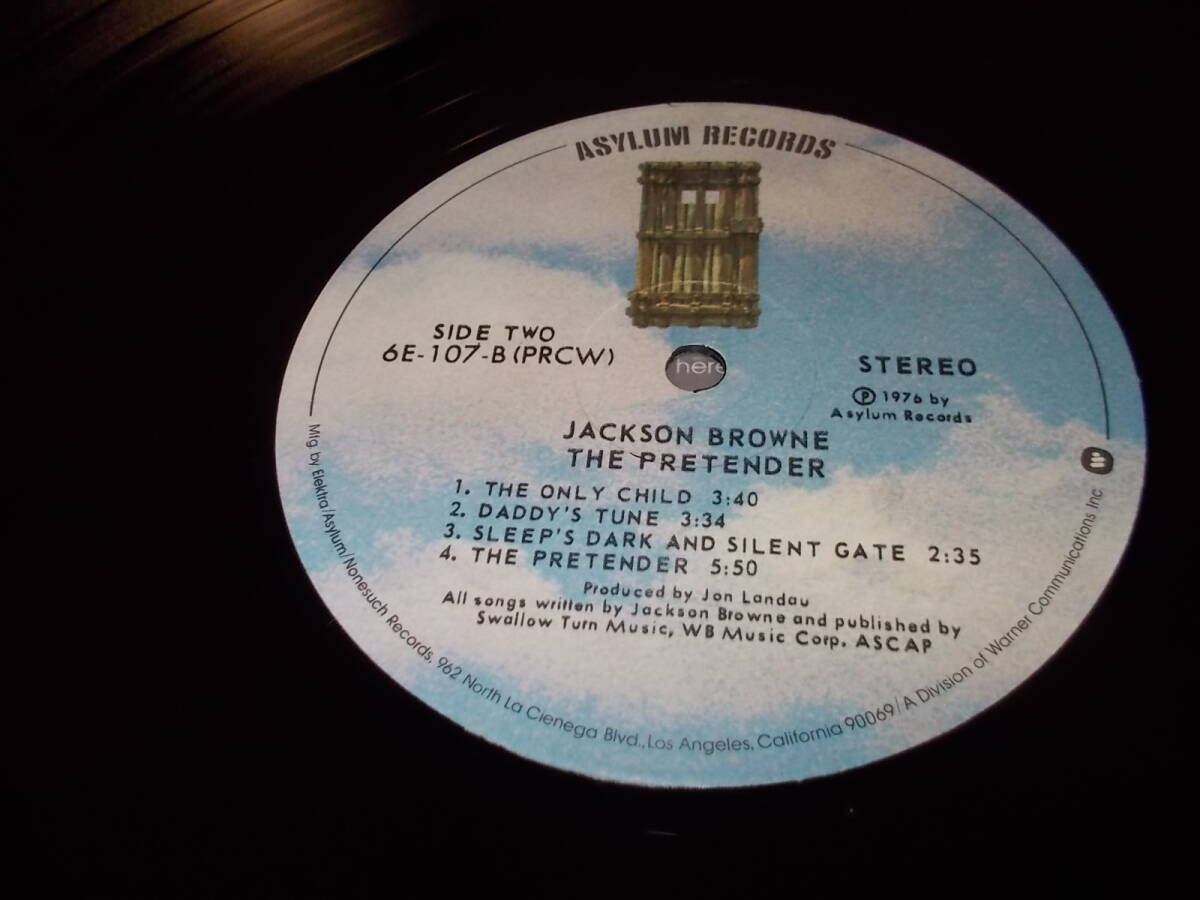 ASYLUM RECORDS
SIDE TWO
6E-107-B (PRCW)
here
STEREO
Ⓟ 1976 by
Asylum Records
JACKSON BROWNE
THE PRETENDER
1. THE ONLY CHILD 3:40
2. DADDY'S TUNE 3:34
3. SLEEP'S DARK AND SILENT GATE 2:35
4. THE PRETENDER 5:50
Produced by Jon Landau
All songs written by Jackson Browne and published by
Swallow Turn Music, WB Music Corp. ASCAP
Mfg. by Elektra/Asylum/Nonesuch Records, 962 North La Cienega Blvd., Los Angeles, California 90069/A Division of Warner Communications Inc.